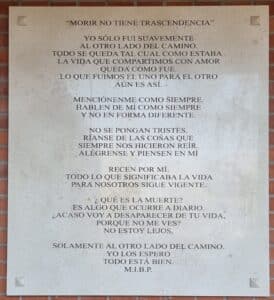 "MORIR NO TIENE TRASCENDENCIA"
YO SÓLO FUI SUAVEMENTE
AL OTRO LADO DEL CAMINO.
TODO SE QUEDA TAL CUAL COMO ESTABA.
LA VIDA QUE COMPARTIMOS CON AMOR
QUEDA COMO FUE.
LO QUE FUIMOS EL UNO PARA EL OTRO
AÚN ES ASÍ.
MENCIÓNENME COMO SIEMPRE,
HABLEN DE MÍ COMO SIEMPRE
Y NO EN FORMA DIFERENTE.
NO SE PONGAN TRISTES,
RÍANSE DE LAS COSAS QUE
SIEMPRE NOS HICIERON REÍR.
ALÉGRENSE Y PIENSEN EN MÍ
RECEN POR MÍ.
TODO LO QUE SIGNIFICABA LA VIDA
PARA NOSOTROS SIGUE VIGENTE.
¿ QUÉ ES LA MUERTE?
ES ALGO QUE OCURRE A DIARIO.
¿ACASO VOY A DESAPARECER DE TU VIDA,
PORQUE NO ME VES?
NO ESTOY LEJOS,
SOLAMENTE AL OTRO LADO DEL CAMINO.
YO LOS ESPERO
TODO ESTÁ BIEN.
M.I.B.P.